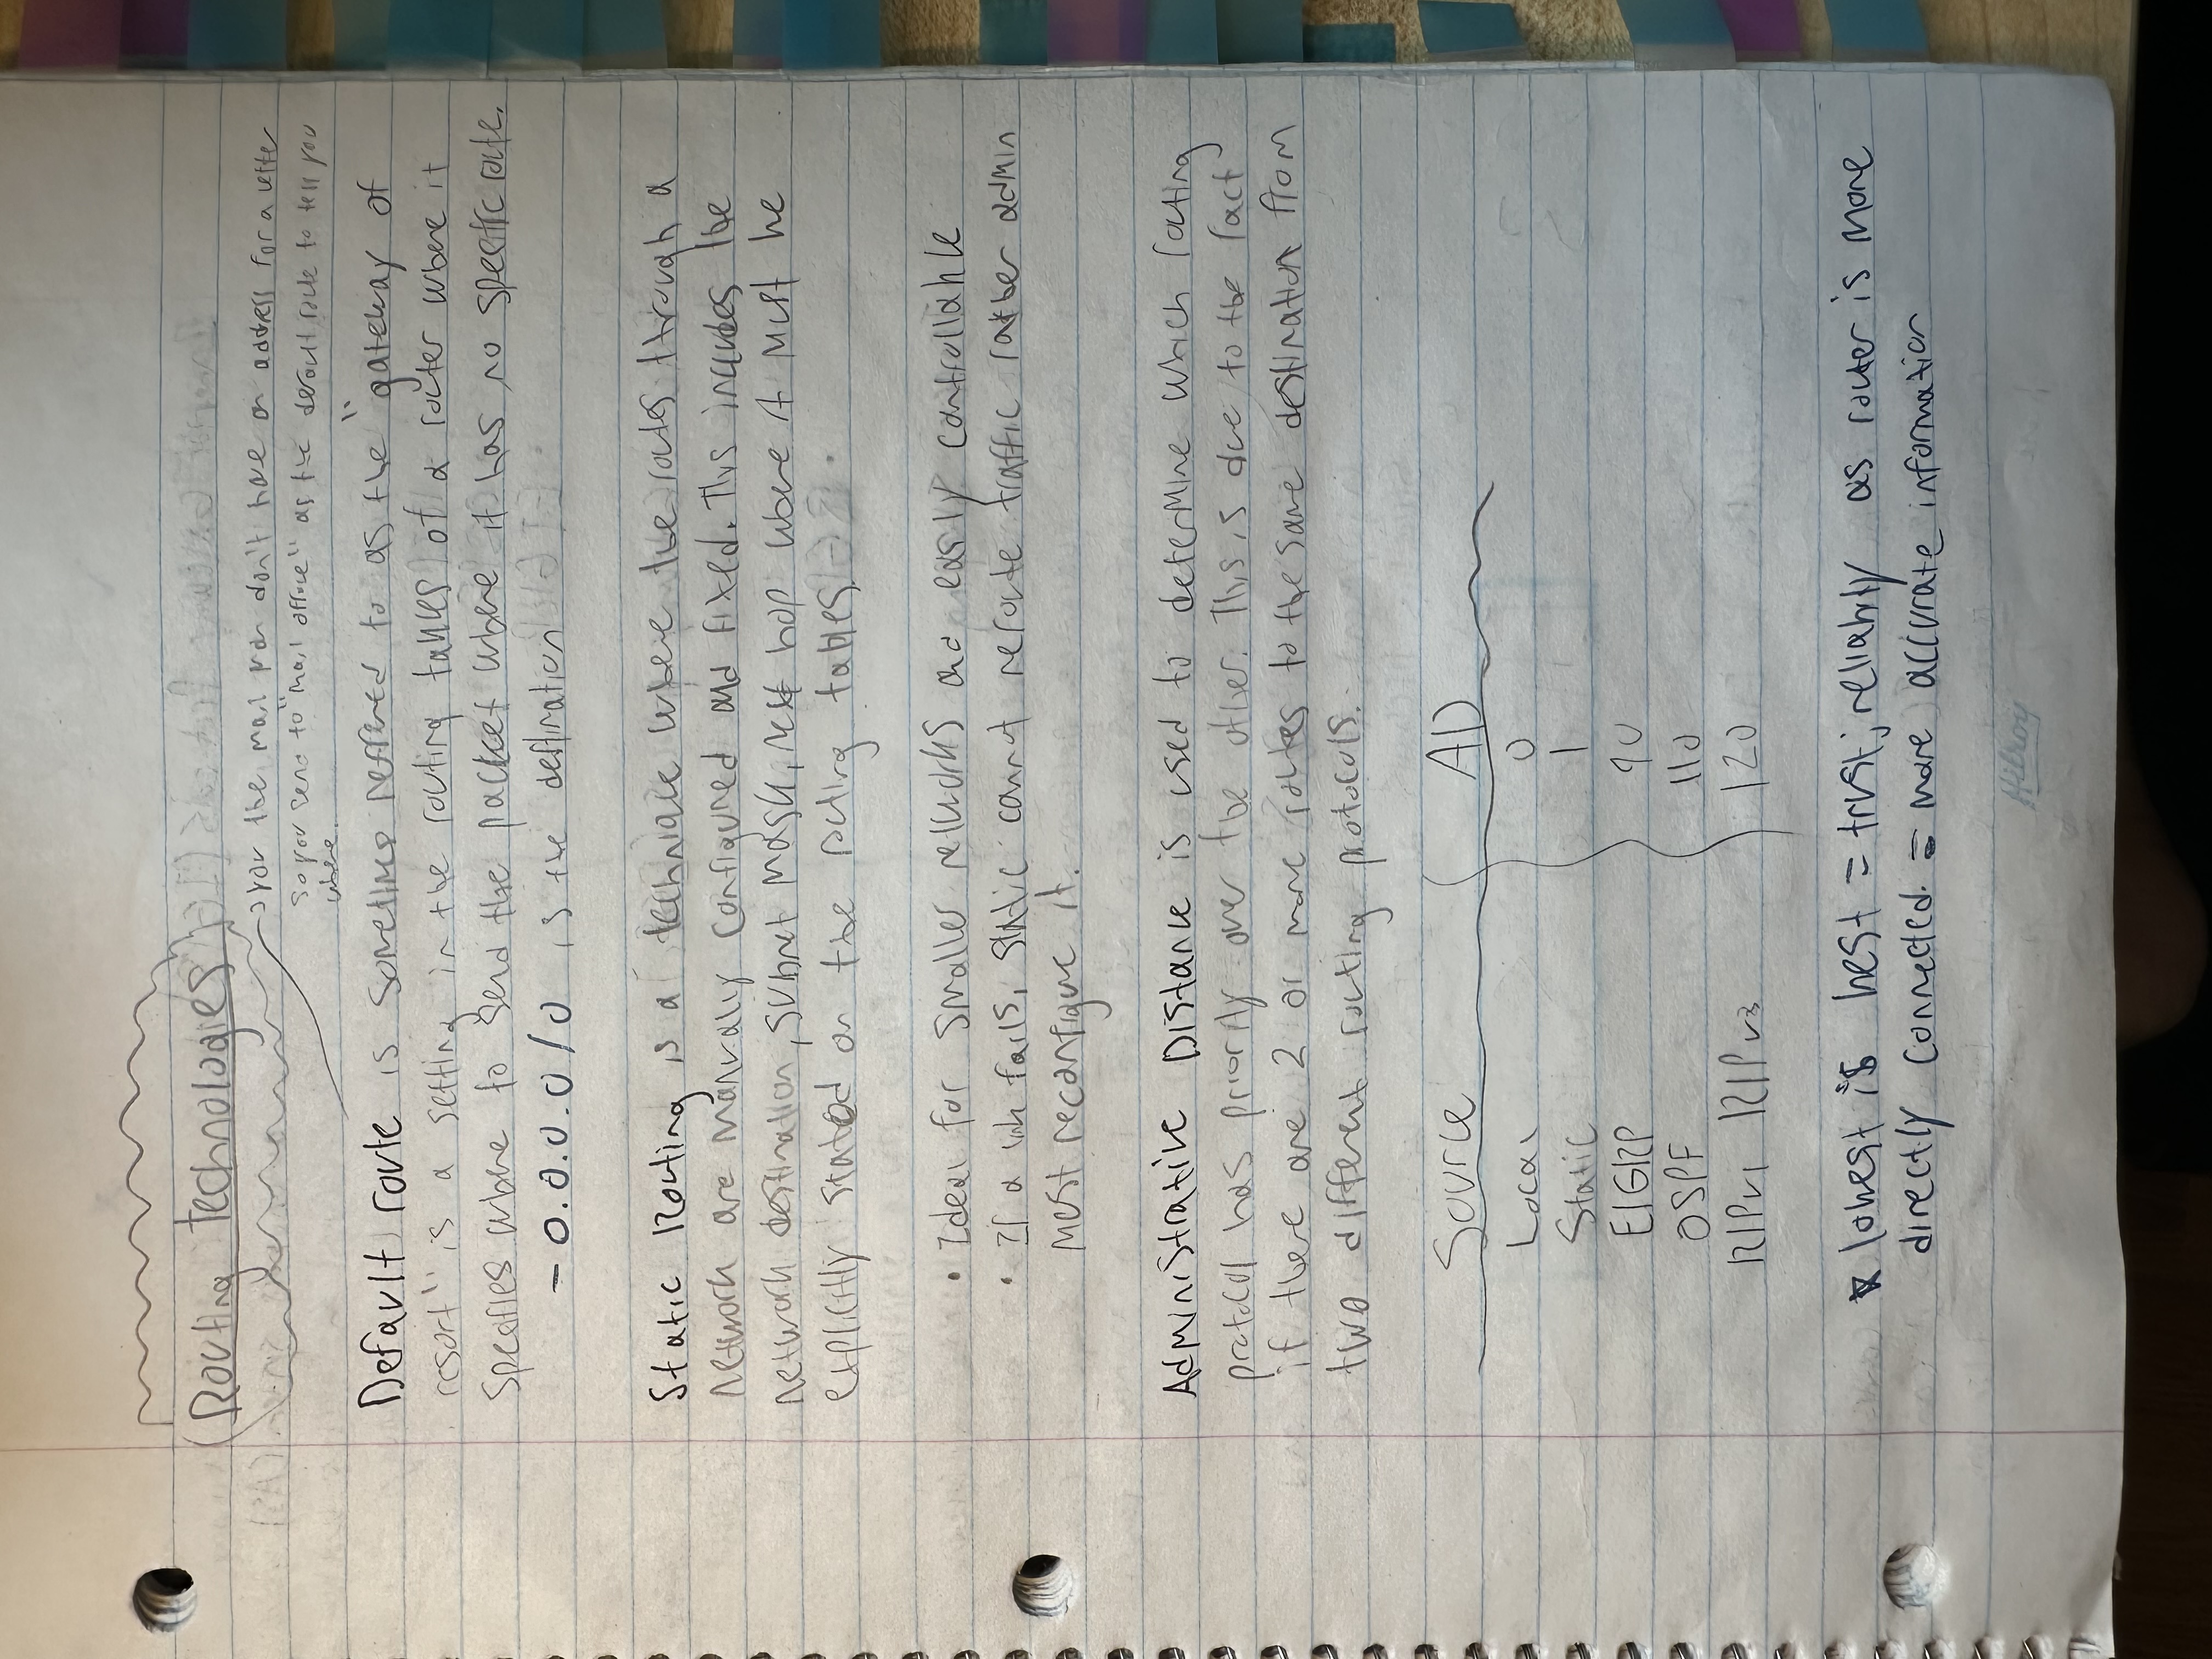 Routing Technologies
you the mail man don't have an address for a letter
so you send to "mail office" as the default route to tell you
where.
Default route is sometimes reffered to as the "gateway of
resort" is a setting in the routing tables of a router where it
specifies where to send the packet where it has no specific route.
- 0.0.0.0/0 is the destination
Static Routing is a technique where the routes through a
network are manually configured and fixed. This includes the
network destination, subnet mask, next hop where it must be
explicitly stated on the routing tables.
• Ideal for smaller networks and easily controllable
• If a link fails, static cannot reroute traffic rather admin
must reconfigure it.
Administrative Distance is used to determine which routing
protocol has priority over the other. This is due to the fact
if there are 2 or more routes to the same destination from
two different routing protocols.
Source AD
Local 0
Static 1
EIGRP 90
OSPF 110
RIPv1 RIPv2 120
* lowest is best = trust; reliability as router is more
directly connected. = more accurate information
Hilroy